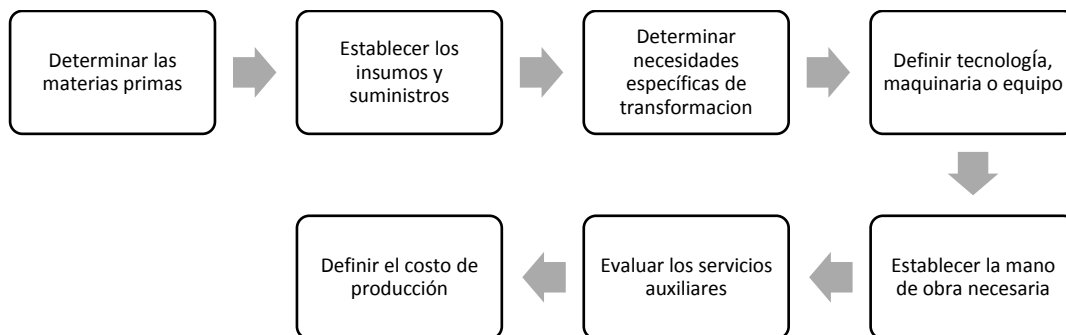 Determinar las
materias primas
Establecer los
insumos y
suministros
Determinar
necesidades
específicas de
transformacion
Definir tecnología,
maquinaria o equipo
Establecer la mano
de obra necesaria
Evaluar los servicios
auxiliares
Definir el costo de
producción